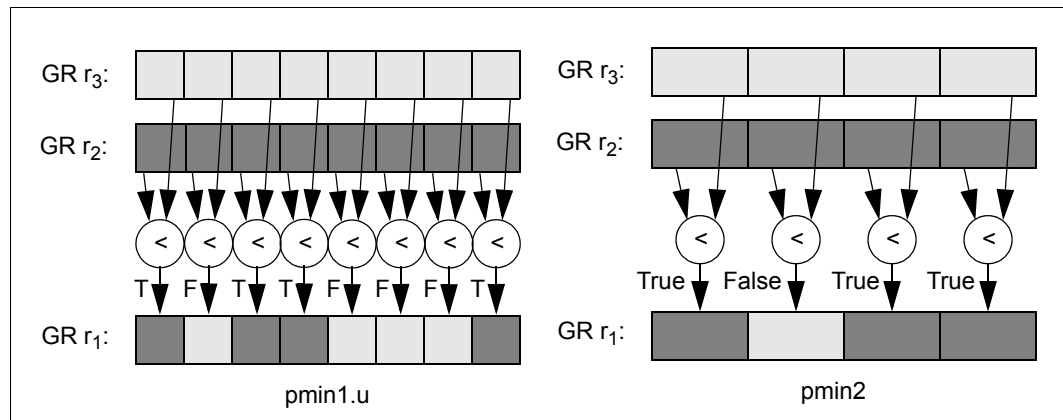 GR r3:
GR r2:
< < < < < < < <
T F T T F F F T
GR r1:
pmin1.u
GR r3:
GR r2:
< < < <
True False True True
GR r1:
pmin2